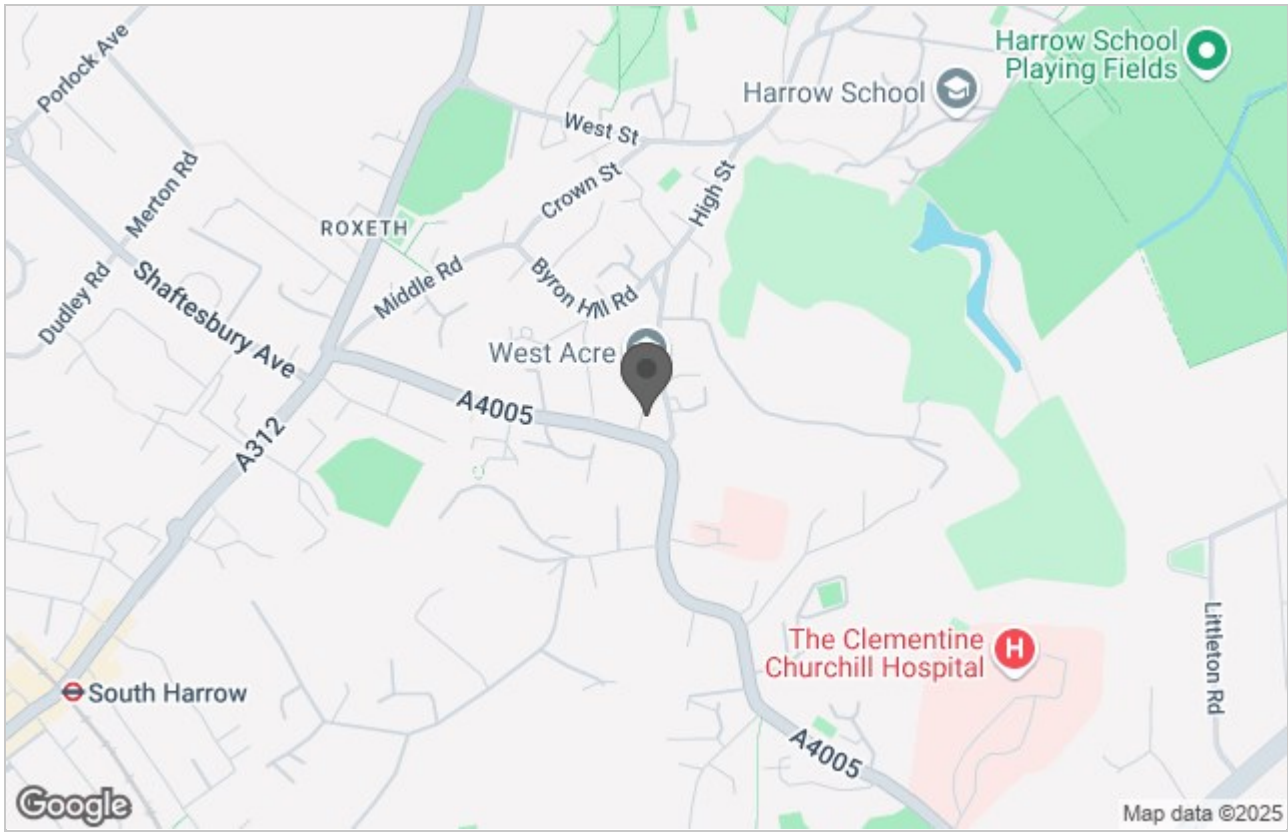 Porlock Ave
Harrow School
Playing Fields
Harrow School
West St
Merton Rd
Crown St
High St
ROXETH
Dudley Rd
Middle Rd
Byron Hill Rd
Shaftesbury Ave
West Acre
A4005
A312
Littleton Rd
The Clementine
Churchill Hospital
H
South Harrow
A4005
Google
Map data ©2025